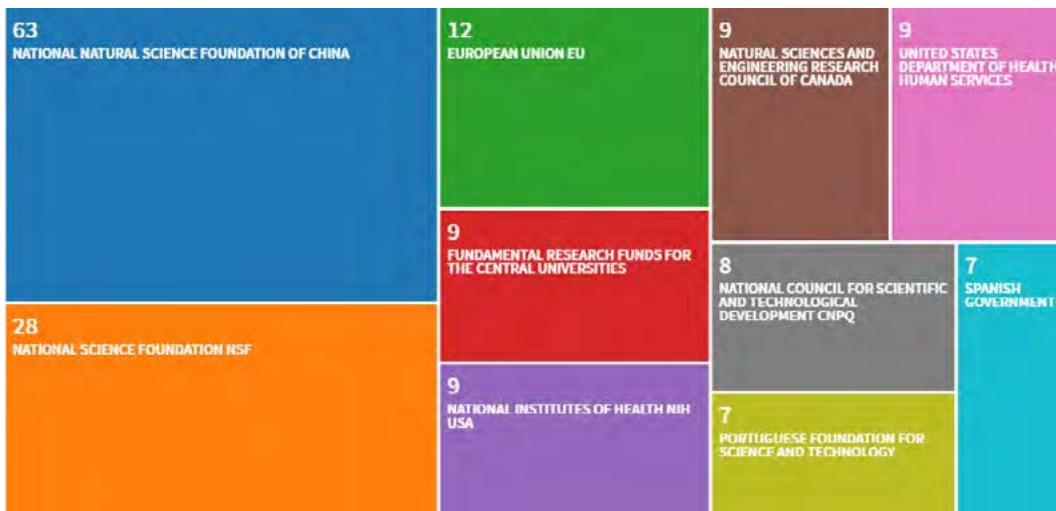 63
NATIONAL NATURAL SCIENCE FOUNDATION OF CHINA
28
NATIONAL SCIENCE FOUNDATION NSF
12
EUROPEAN UNION EU
9
FUNDAMENTAL RESEARCH FUNDS FOR
THE CENTRAL UNIVERSITIES
9
NATIONAL INSTITUTES OF HEALTH NIH
USA
9
NATURAL SCIENCES AND
ENGINEERING RESEARCH
COUNCIL OF CANADA
9
UNITED STATES
DEPARTMENT OF HEALTH
HUMAN SERVICES
8
NATIONAL COUNCIL FOR SCIENTIFIC
AND TECHNOLOGICAL
DEVELOPMENT CNPQ
7
PORTUGUESE FOUNDATION FOR
SCIENCE AND TECHNOLOGY
7
SPANISH
GOVERNMENT